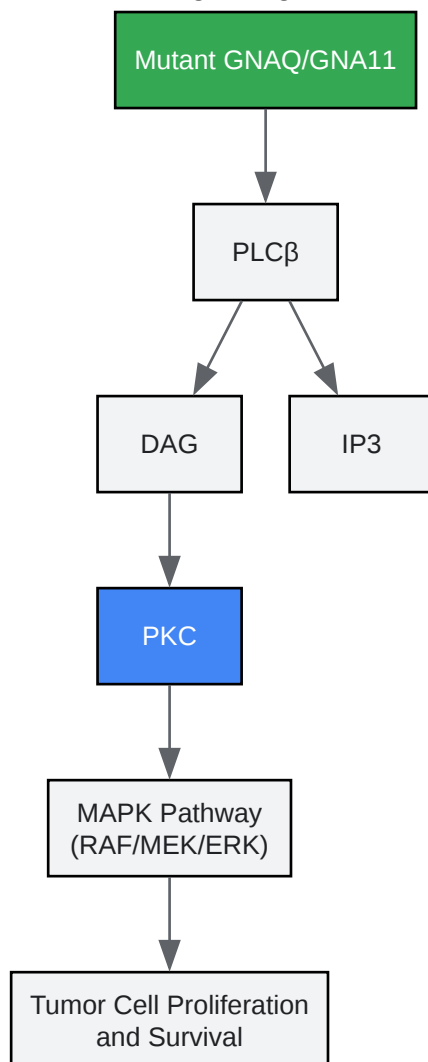 Mutant GNAQ/GNA11
PLCβ
DAG
IP3
PKC
MAPK Pathway
(RAF/MEK/ERK)
Tumor Cell Proliferation
and Survival